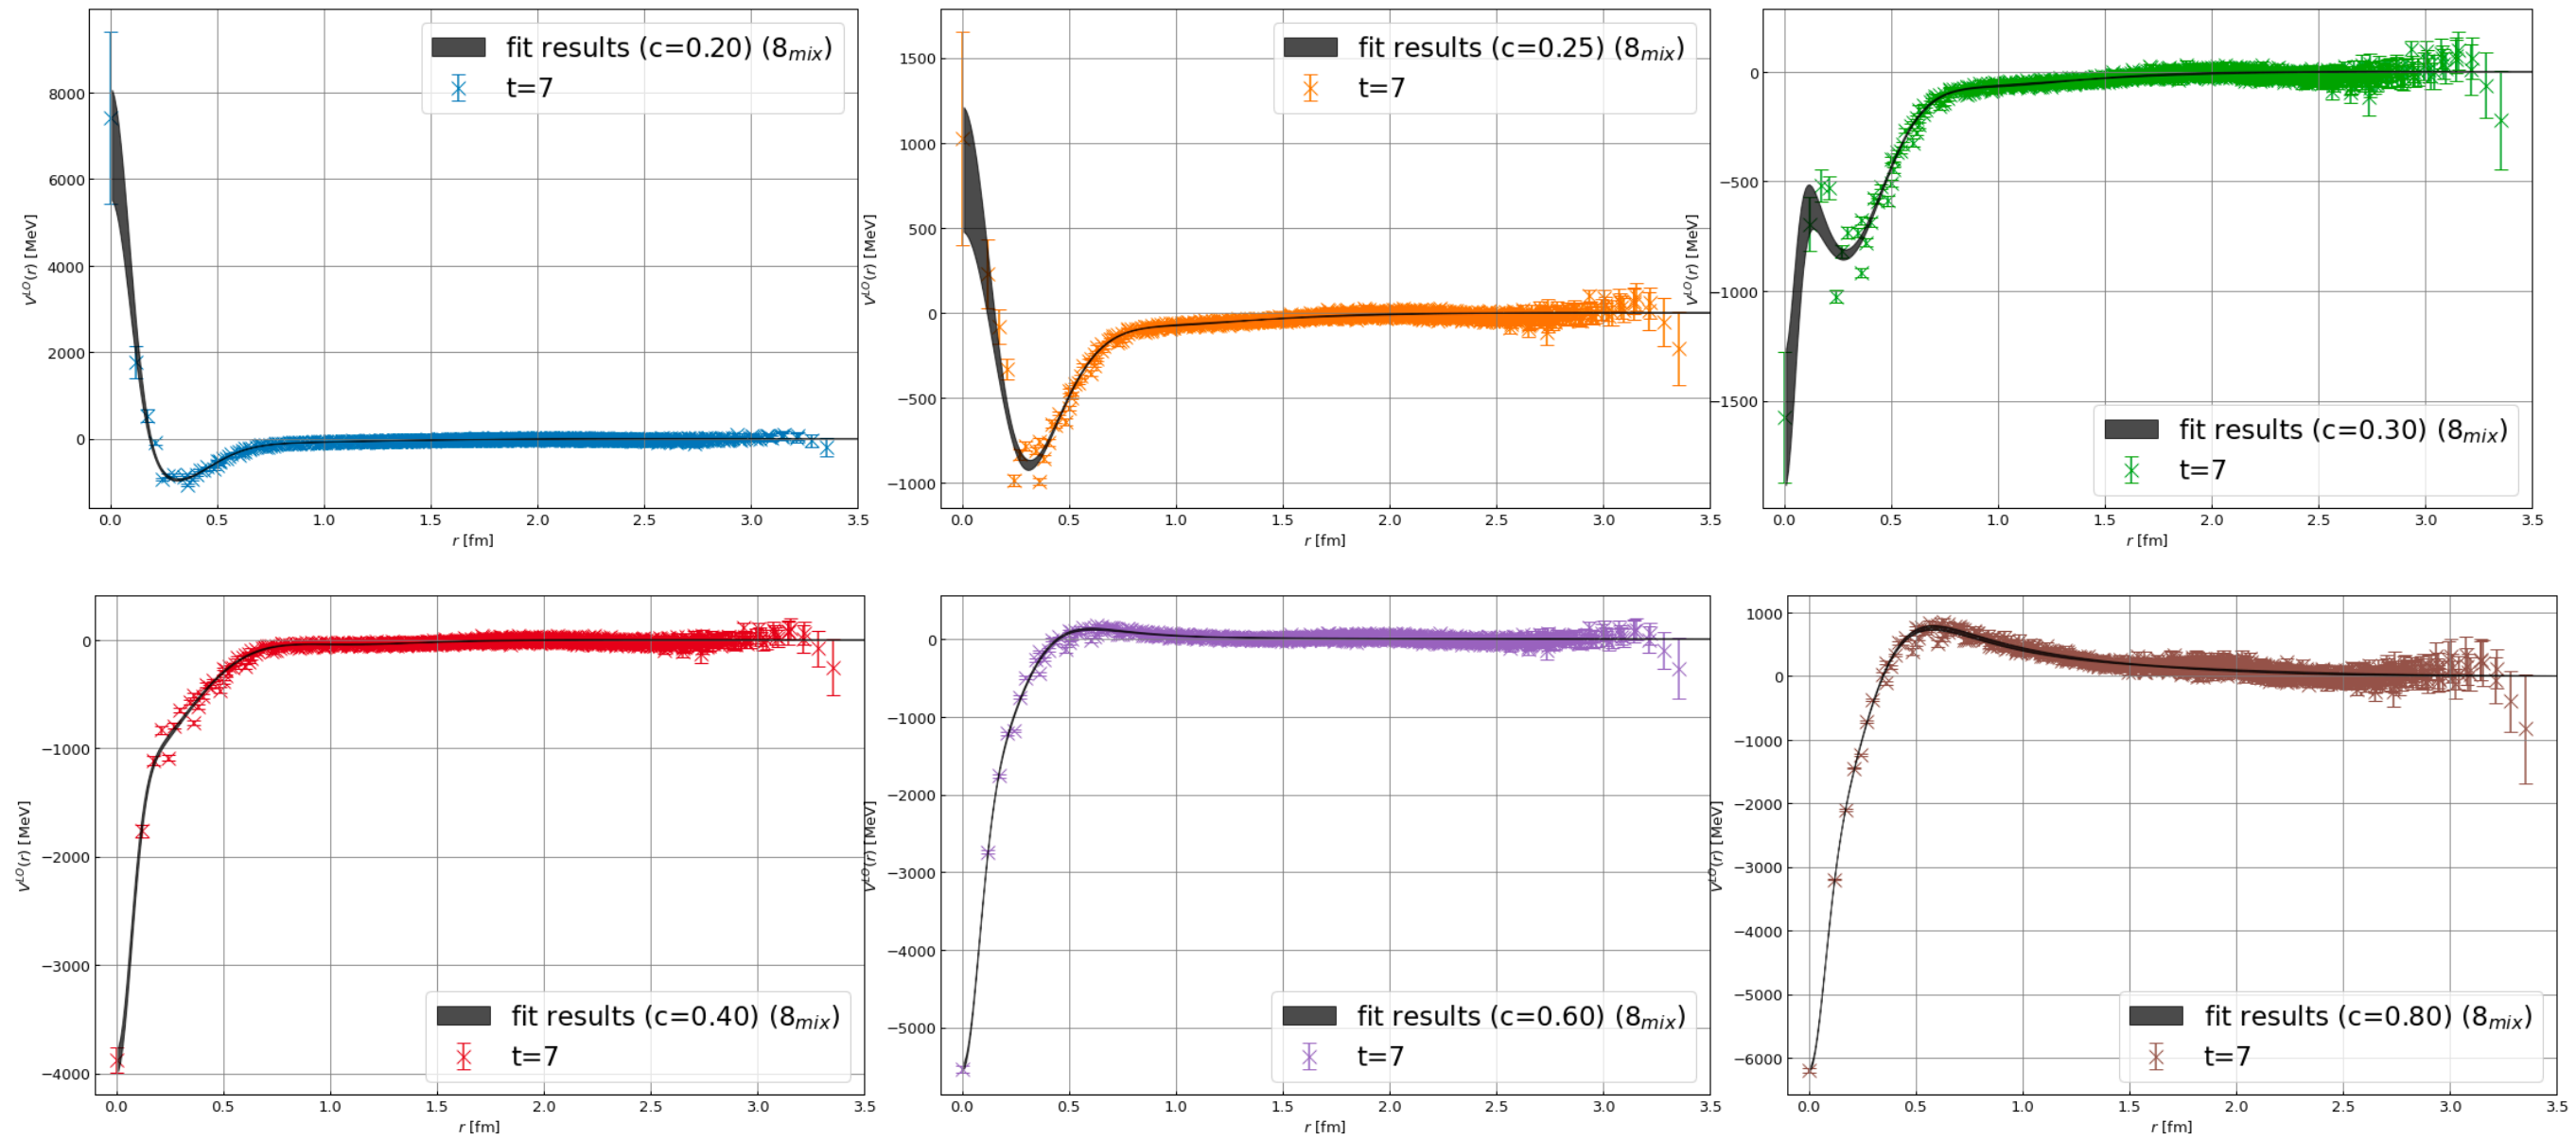 fit results (c=0.20) (8mix)
t=7
8000
6000
4000
2000
0
V^LO(r) [MeV]
0.0 0.5 1.0 1.5 2.0 2.5 3.0 3.5
r [fm]
fit results (c=0.25) (8mix)
t=7
1500
1000
500
0
−500
−1000
V^LO(r) [MeV]
0.0 0.5 1.0 1.5 2.0 2.5 3.0 3.5
r [fm]
0
−500
−1000
−1500
V^LO(r) [MeV]
fit results (c=0.30) (8mix)
t=7
0.0 0.5 1.0 1.5 2.0 2.5 3.0 3.5
r [fm]
0
−1000
−2000
−3000
−4000
V^LO(r) [MeV]
fit results (c=0.40) (8mix)
t=7
0.0 0.5 1.0 1.5 2.0 2.5 3.0 3.5
r [fm]
0
−1000
−2000
−3000
−4000
−5000
V^LO(r) [MeV]
fit results (c=0.60) (8mix)
t=7
0.0 0.5 1.0 1.5 2.0 2.5 3.0 3.5
r [fm]
1000
0
−1000
−2000
−3000
−4000
−5000
−6000
V^LO(r) [MeV]
fit results (c=0.80) (8mix)
t=7
0.0 0.5 1.0 1.5 2.0 2.5 3.0 3.5
r [fm]